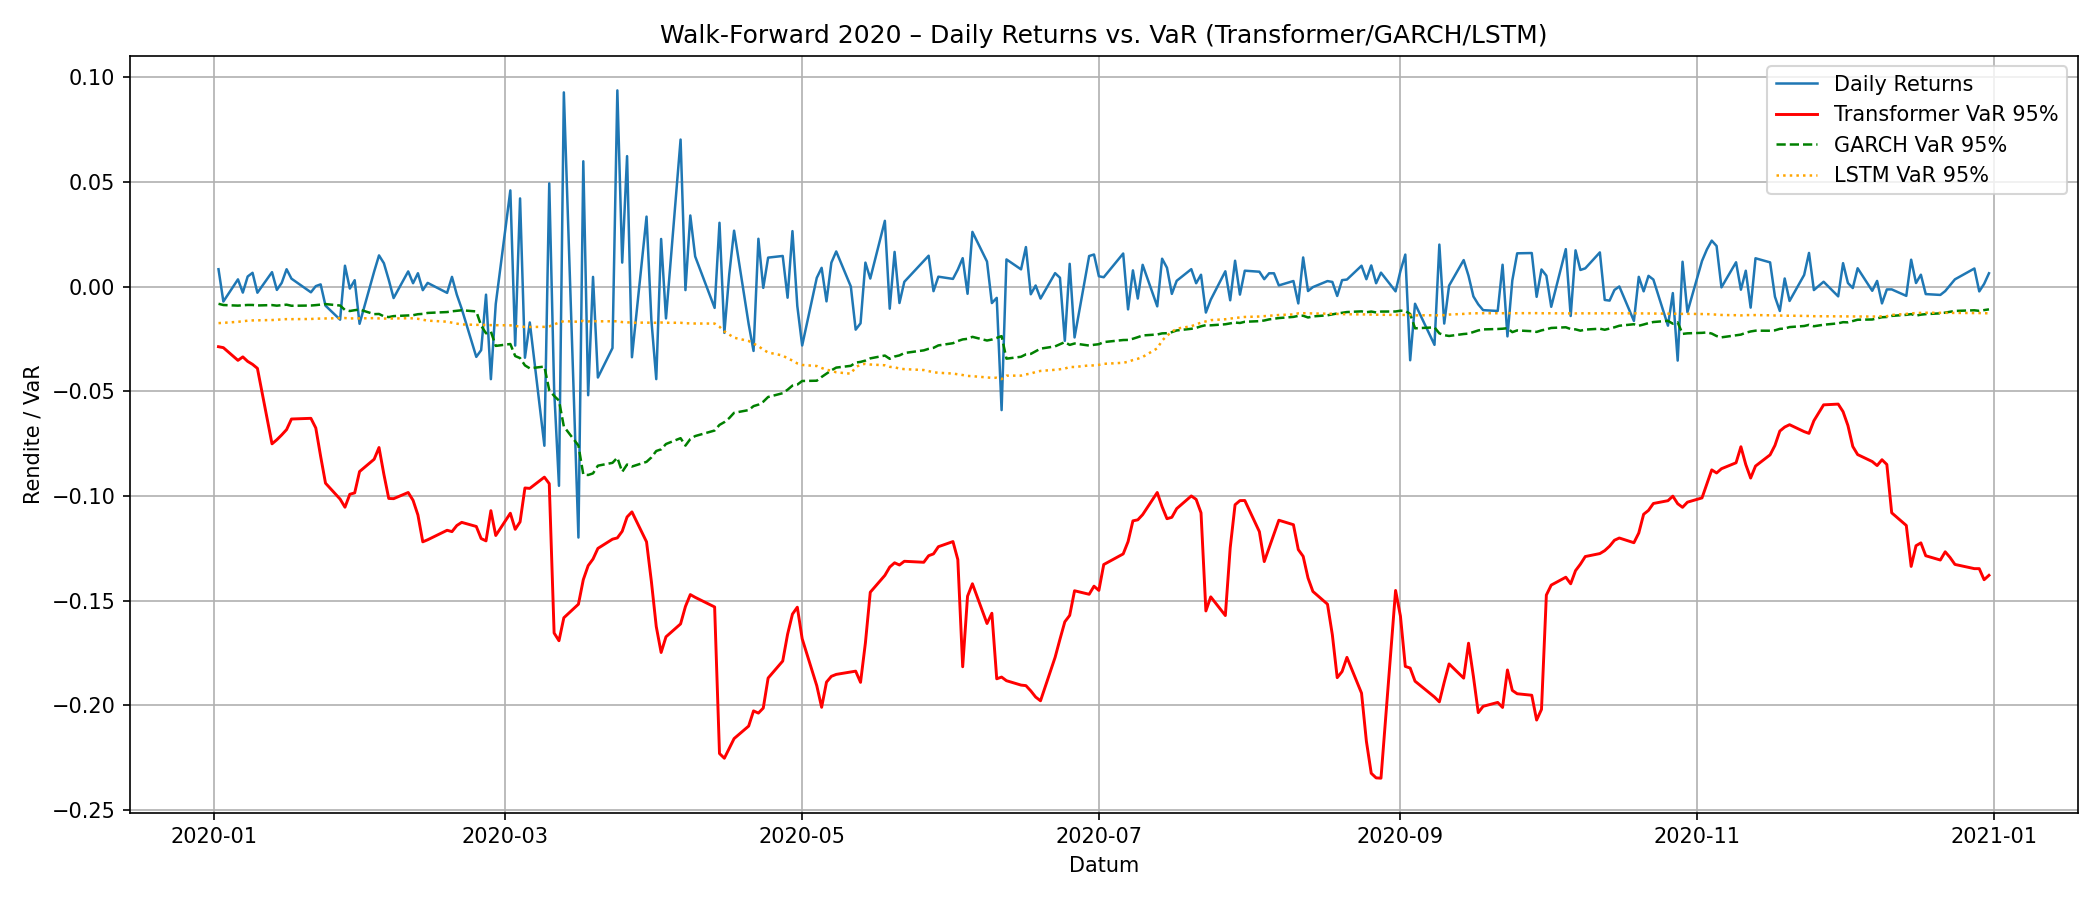 Walk-Forward 2020 – Daily Returns vs. VaR (Transformer/GARCH/LSTM)
Daily Returns
Transformer VaR 95%
GARCH VaR 95%
LSTM VaR 95%
Rendite / VaR
0.10
0.05
0.00
−0.05
−0.10
−0.15
−0.20
−0.25
2020-01
2020-03
2020-05
2020-07
2020-09
2020-11
2021-01
Datum